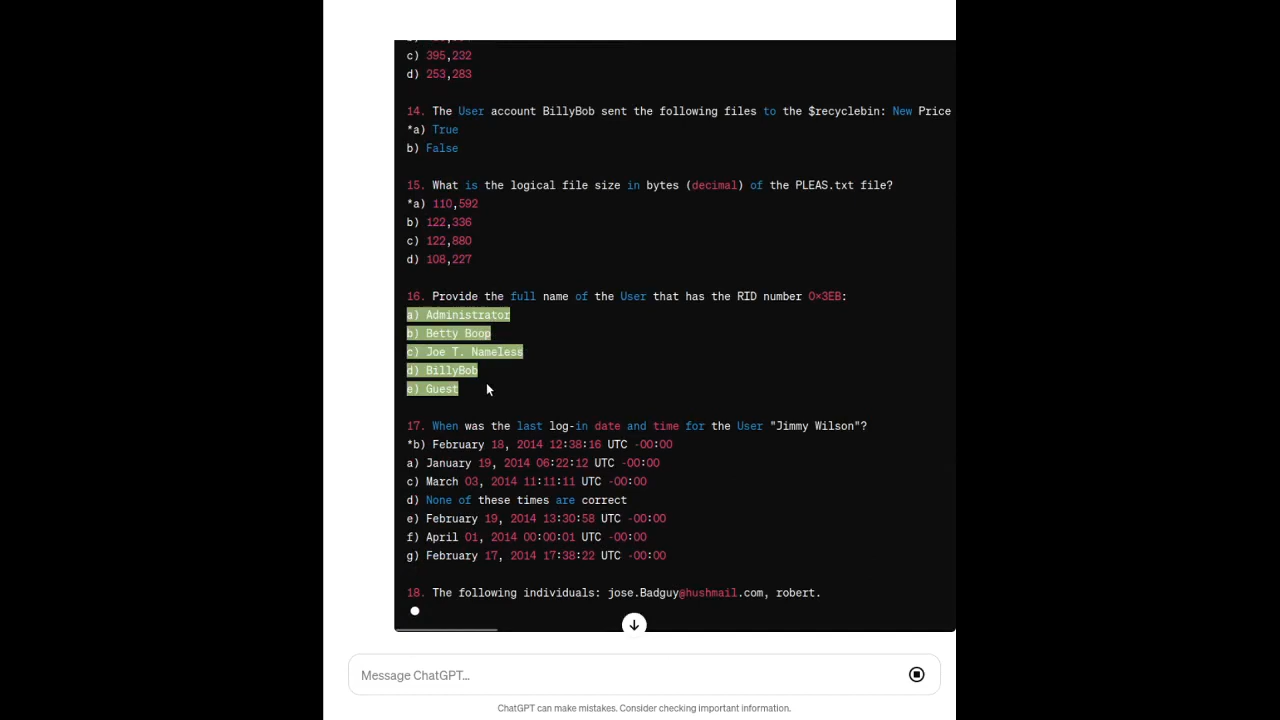 c) 395,232
d) 253,283
14. The User account BillyBob sent the following files to the $recyclebin: New Price
*a) True
b) False
15. What is the logical file size in bytes (decimal) of the PLEAS.txt file?
*a) 110,592
b) 122,336
c) 122,880
d) 108,227
16. Provide the full name of the User that has the RID number 0x3EB:
a) Administrator
b) Betty Boop
c) Joe T. Nameless
d) BillyBob
e) Guest
17. When was the last log-in date and time for the User "Jimmy Wilson"?
*b) February 18, 2014 12:38:16 UTC -00:00
a) January 19, 2014 06:22:12 UTC -00:00
c) March 03, 2014 11:11:11 UTC -00:00
d) None of these times are correct
e) February 19, 2014 13:30:58 UTC -00:00
f) April 01, 2014 00:00:01 UTC -00:00
g) February 17, 2014 17:38:22 UTC -00:00
18. The following individuals: jose.Badguy@hushmail.com, robert.
Message ChatGPT...
ChatGPT can make mistakes. Consider checking important information.